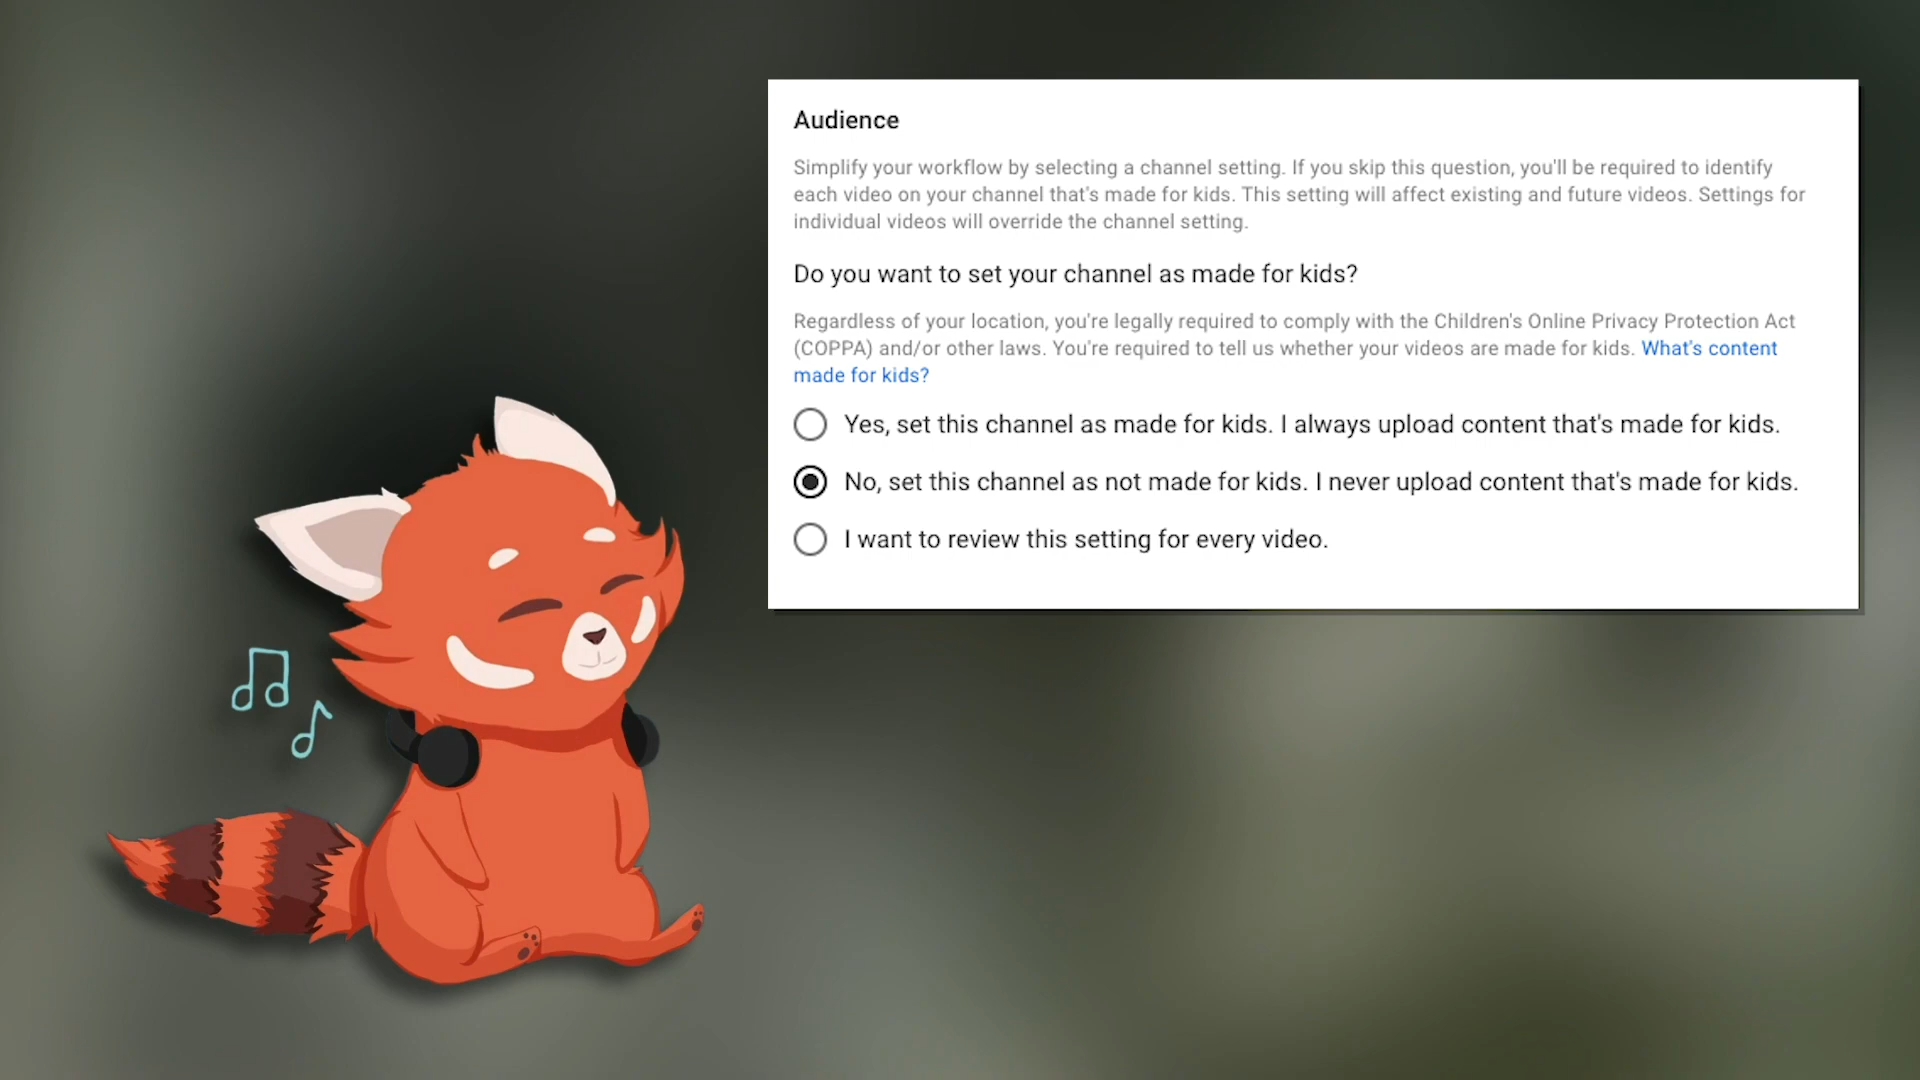 Audience
Simplify your workflow by selecting a channel setting. If you skip this question, you'll be required to identify
each video on your channel that's made for kids. This setting will affect existing and future videos. Settings for
individual videos will override the channel setting.
Do you want to set your channel as made for kids?
Regardless of your location, you're legally required to comply with the Children's Online Privacy Protection Act
(COPPA) and/or other laws. You're required to tell us whether your videos are made for kids. What's content
made for kids?
Yes, set this channel as made for kids. I always upload content that's made for kids.
No, set this channel as not made for kids. I never upload content that's made for kids.
I want to review this setting for every video.